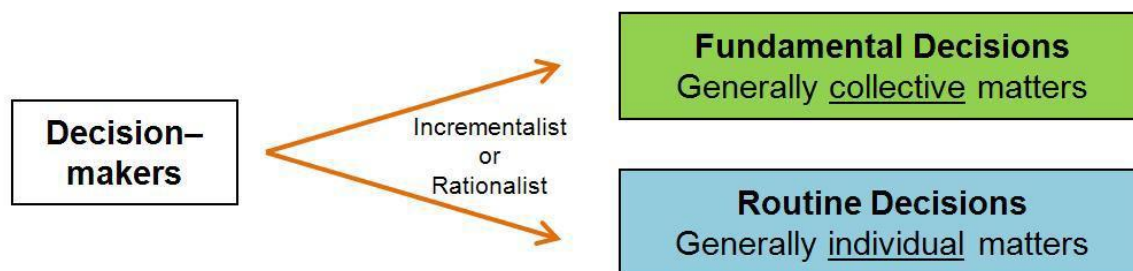 Decision–
makers
Incrementalist
or
Rationalist
Fundamental Decisions
Generally collective matters
Routine Decisions
Generally individual matters